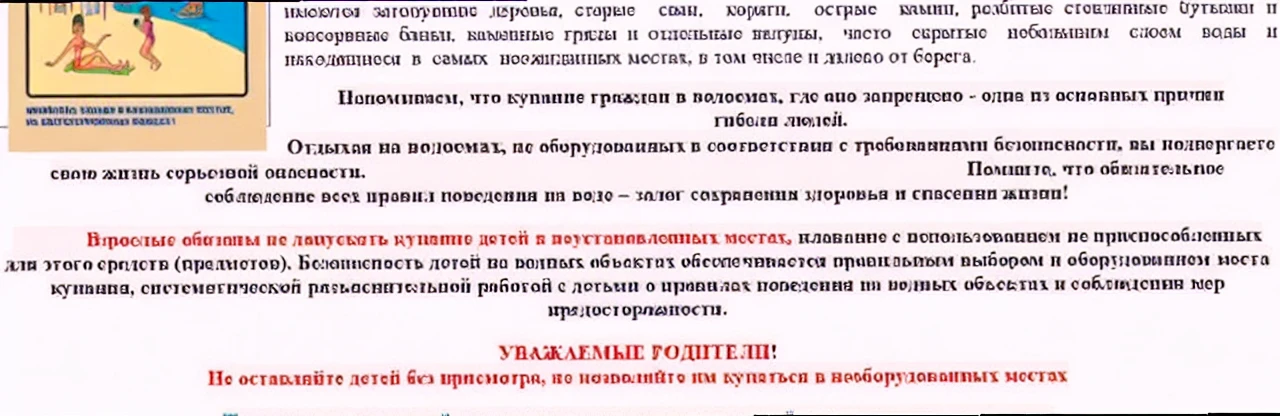 имеются затонувшие деревья, старые сваи, коряги, острые камни, разбитые стеклянные бутылки и
консервные банки, каменные гряды и отдельные валуны, часто скрытые небольшим слоем воды и
находящиеся в самых неожиданных местах, в том числе и далеко от берега.
Напоминаем, что купание граждан в водоемах, где оно запрещено - одна из основных причин
гибели людей.
Отдыхая на водоемах, не оборудованных в соответствии с требованиями безопасности, вы подвергаете
свою жизнь серьезной опасности. Помните, что обязательное
соблюдение всех правил поведения на воде – залог сохранения здоровья и спасения жизни!
Взрослые обязаны не допускать купание детей в неустановленных местах, плавание с использованием не приспособленных
для этого средств (предметов). Безопасность детей на водных объектах обеспечивается правильным выбором и оборудованием места
купания, систематической разъяснительной работой с детьми о правилах поведения на водных объектах и соблюдения мер
предосторожности.
УВАЖАЕМЫЕ РОДИТЕЛИ!
Не оставляйте детей без присмотра, не позволяйте им купаться в необорудованных местах